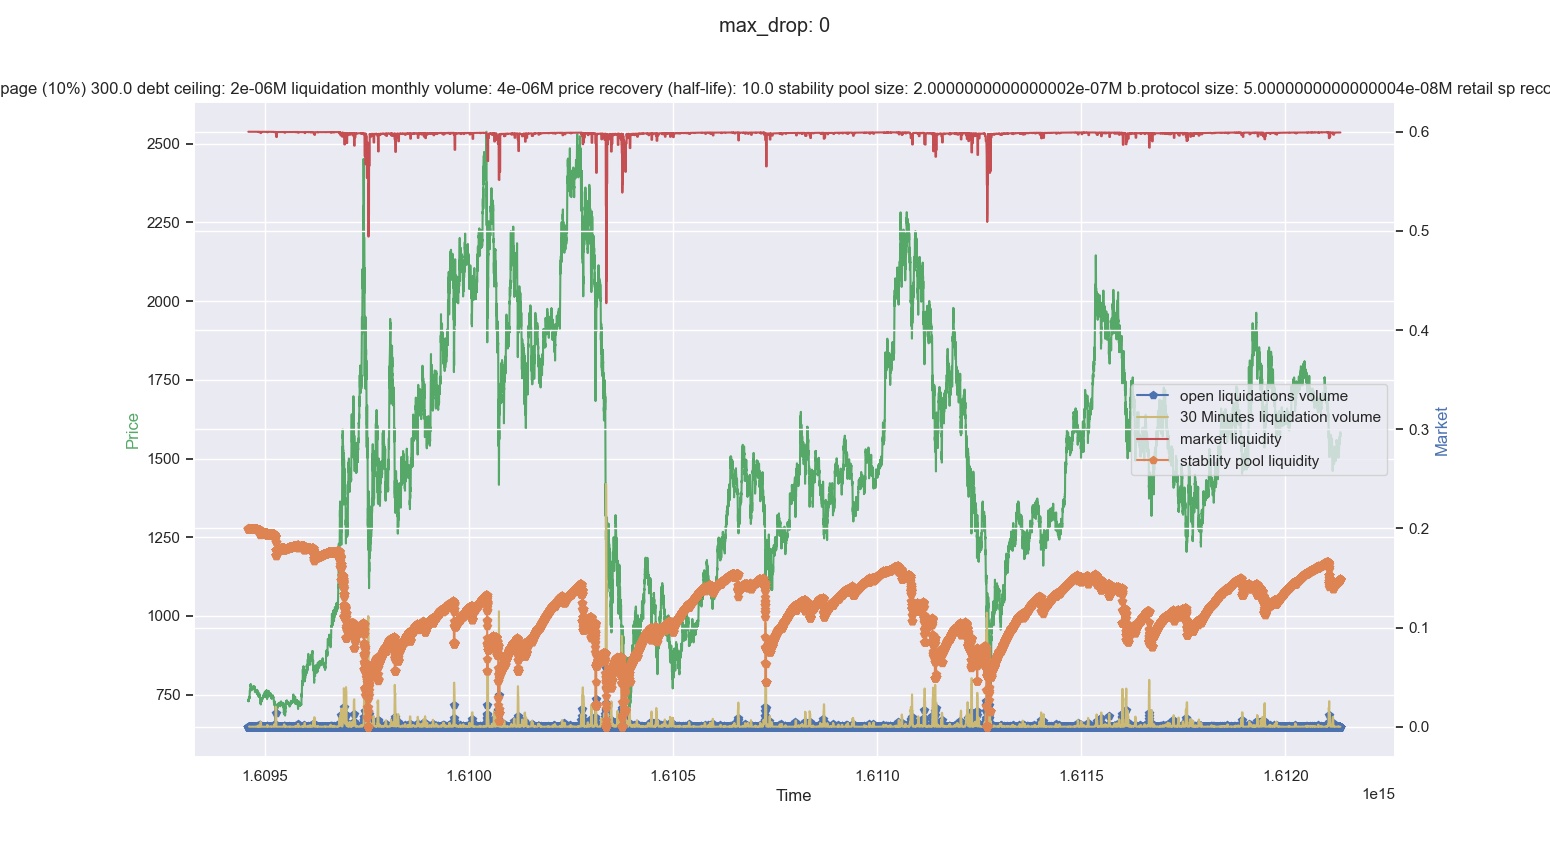 max_drop: 0
page (10%) 300.0 debt ceiling: 2e-06M liquidation monthly volume: 4e-06M price recovery (half-life): 10.0 stability pool size: 2.0000000000000002e-07M b.protocol size: 5.0000000000000004e-08M retail sp reco
2500
2250
2000
1750
1500
1250
1000
750
Price
0.6
0.5
0.4
0.3
0.2
0.1
0.0
Market
open liquidations volume
30 Minutes liquidation volume
market liquidity
stability pool liquidity
1.6095 1.6100 1.6105 1.6110 1.6115 1.6120
Time
1e15